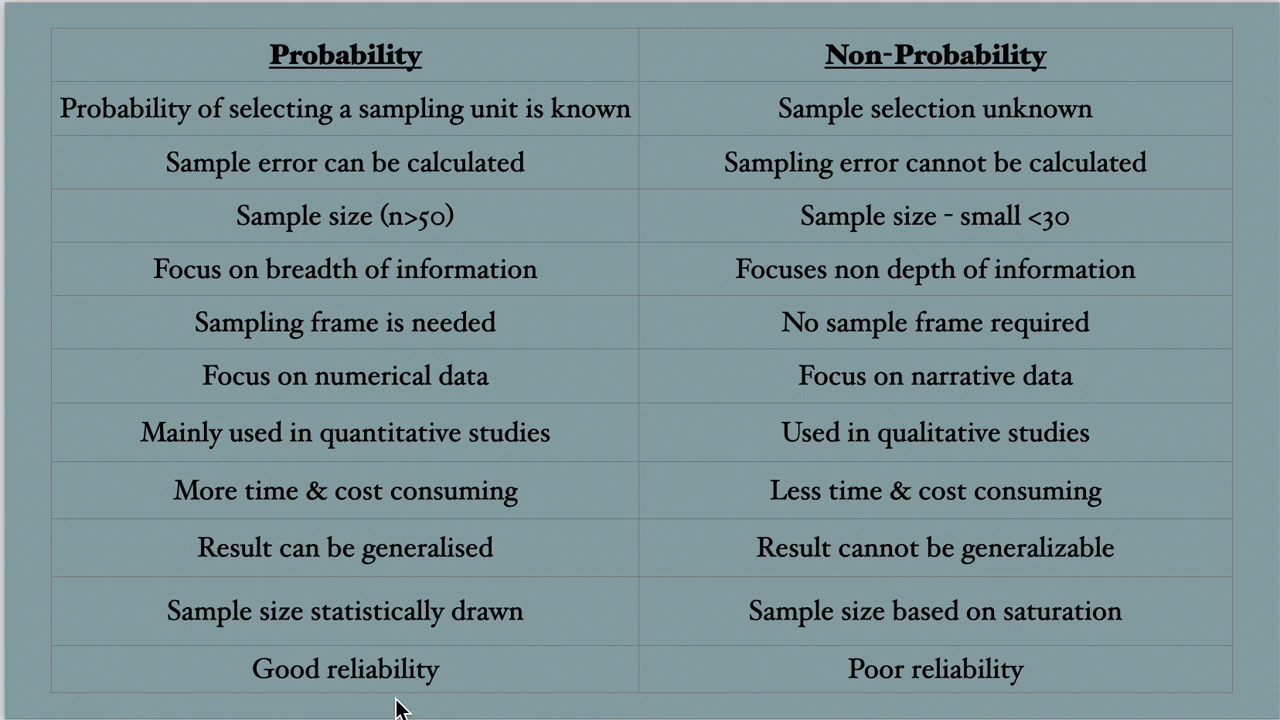 Probability
Non-Probability
Probability of selecting a sampling unit is known
Sample selection unknown
Sample error can be calculated
Sampling error cannot be calculated
Sample size (n>50)
Sample size - small <30
Focus on breadth of information
Focuses non depth of information
Sampling frame is needed
No sample frame required
Focus on numerical data
Focus on narrative data
Mainly used in quantitative studies
Used in qualitative studies
More time & cost consuming
Less time & cost consuming
Result can be generalised
Result cannot be generalizable
Sample size statistically drawn
Sample size based on saturation
Good reliability
Poor reliability